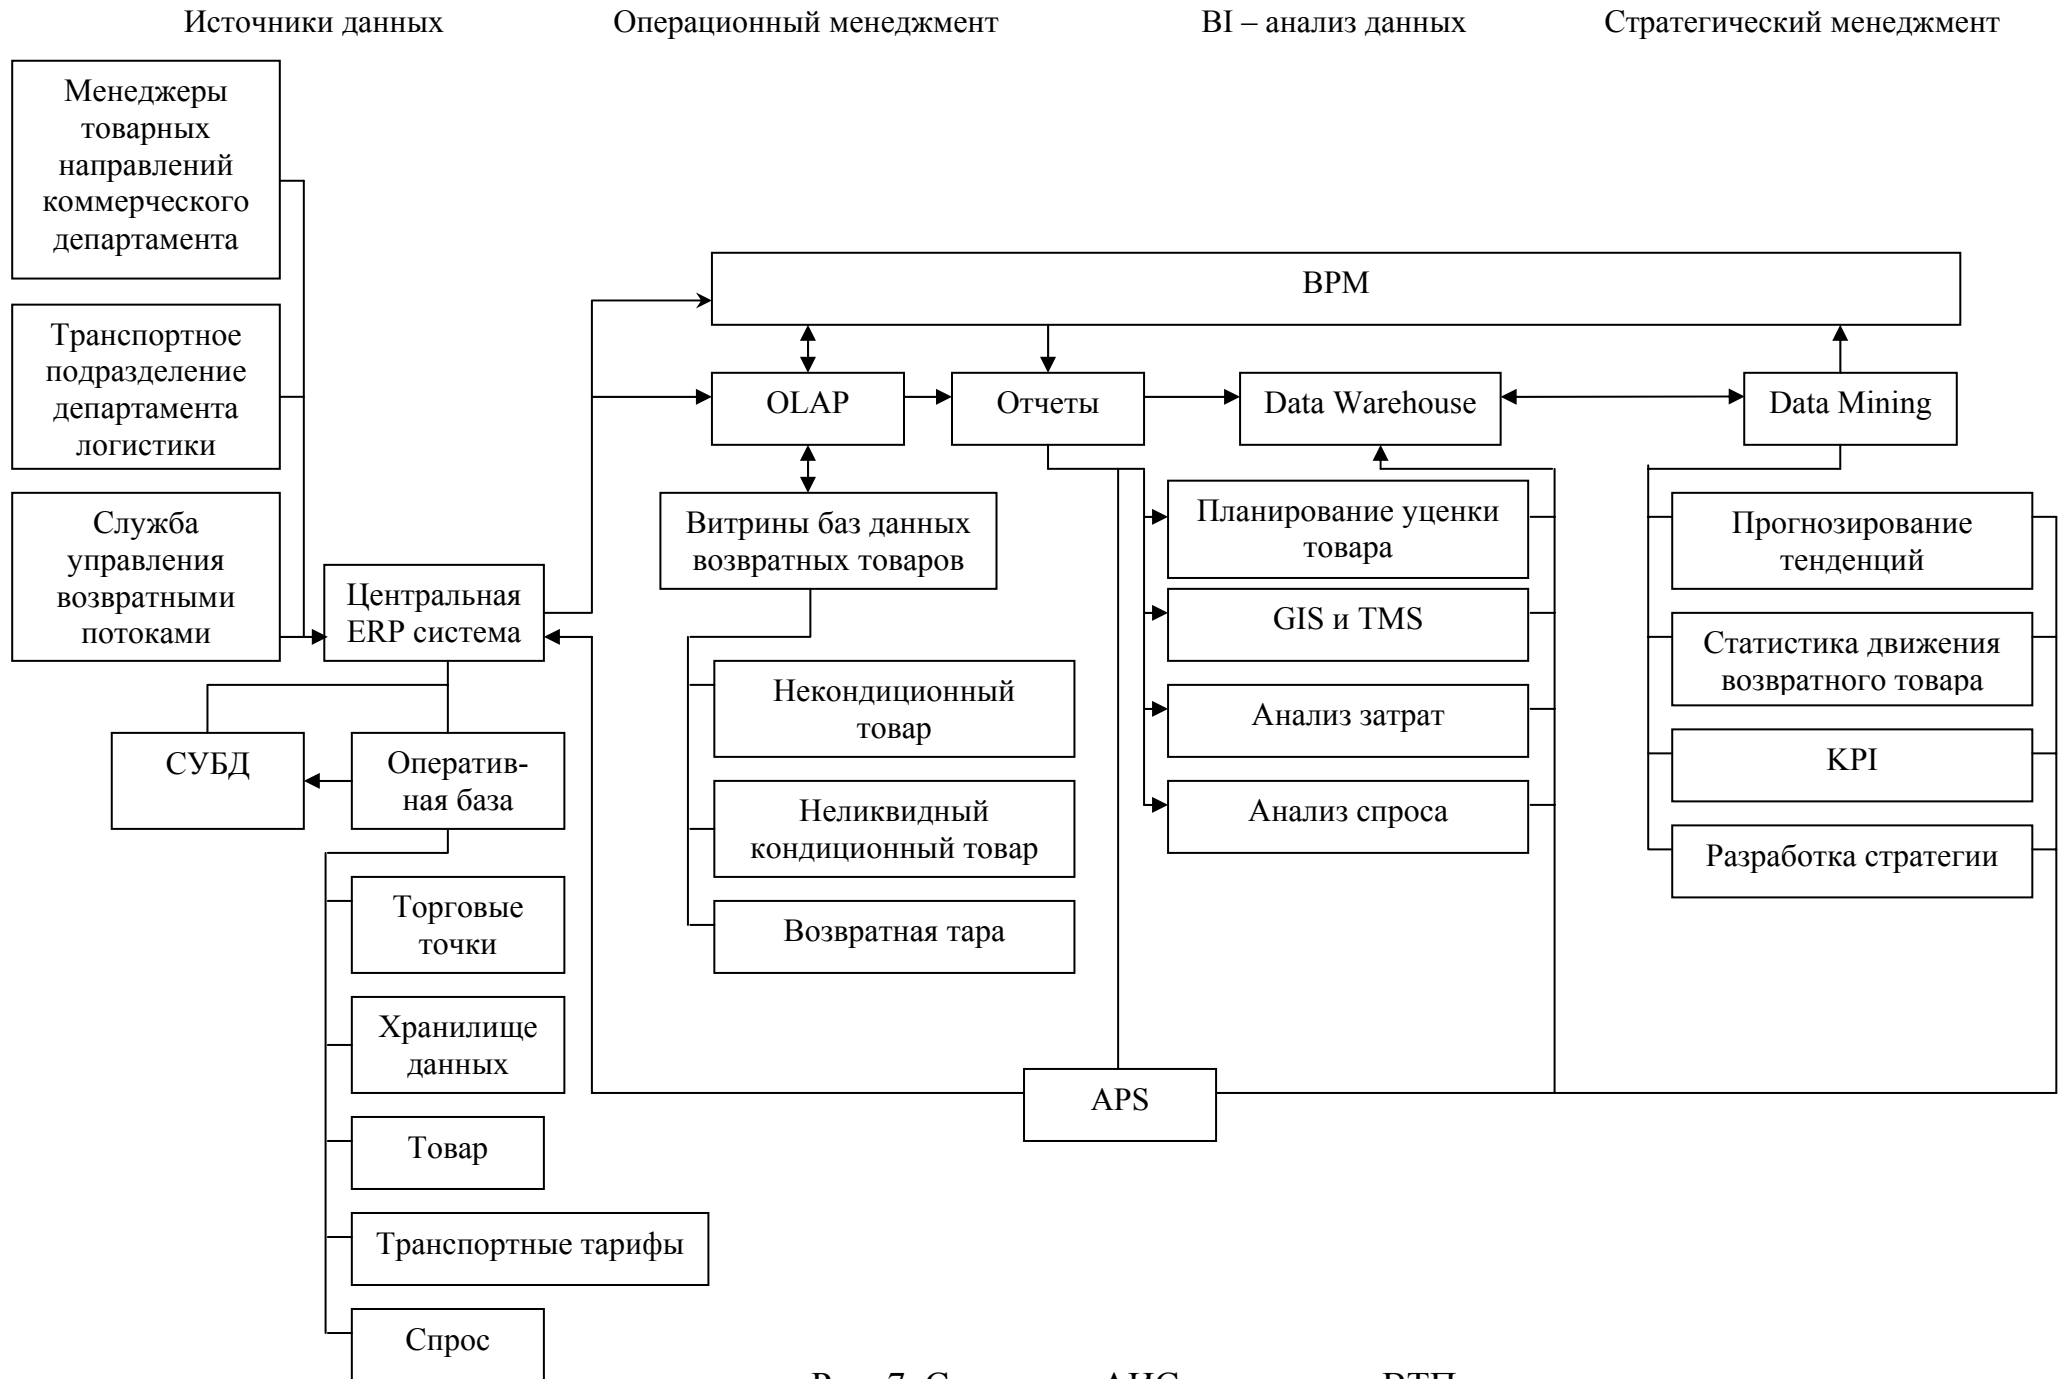 Источники данных
Операционный менеджмент
BI – анализ данных
Стратегический менеджмент
Менеджеры
товарных
направлений
коммерческого
департамента
Транспортное
подразделение
департамента
логистики
Служба
управления
возвратными
потоками
Центральная
ERP система
СУБД
Оператив-
ная база
Торговые
точки
Хранилище
данных
Товар
Транспортные тарифы
Спрос
BPM
OLAP
Отчеты
Data Warehouse
Data Mining
Витрины баз данных
возвратных товаров
Некондиционный
товар
Неликвидный
кондиционный товар
Возвратная тара
Планирование уценки
товара
GIS и TMS
Анализ затрат
Анализ спроса
Прогнозирование
тенденций
Статистика движения
возвратного товара
KPI
Разработка стратегии
APS